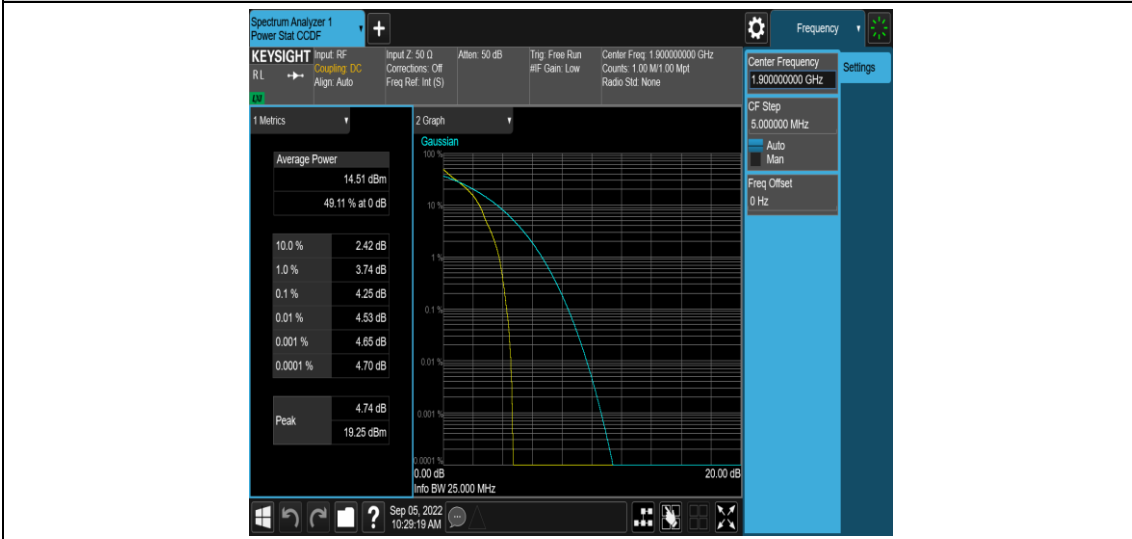 Spectrum Analyzer 1
Power Stat CCDF
+
Frequency
KEYSIGHT
Input: RF
Coupling: DC
Align: Auto
RL
LXI
Input Z: 50 Ω
Corrections: Off
Freq Ref: Int (S)
Atten: 50 dB
Trig: Free Run
#IF Gain: Low
Center Freq: 1.900000000 GHz
Counts: 1.00 M/1.00 Mpt
Radio Std: None
Center Frequency
1.900000000 GHz
Settings
CF Step
5.000000 MHz
Auto
Man
Freq Offset
0 Hz
1 Metrics
Average Power
14.51 dBm
49.11 % at 0 dB
10.0 % 2.42 dB
1.0 % 3.74 dB
0.1 % 4.25 dB
0.01 % 4.53 dB
0.001 % 4.65 dB
0.0001 % 4.70 dB
Peak
4.74 dB
19.25 dBm
2 Graph
Gaussian
100 %
10 %
1 %
0.1 %
0.01 %
0.001 %
0.0001 %
0.00 dB 20.00 dB
Info BW 25.000 MHz
?
Sep 05, 2022
10:29:19 AM